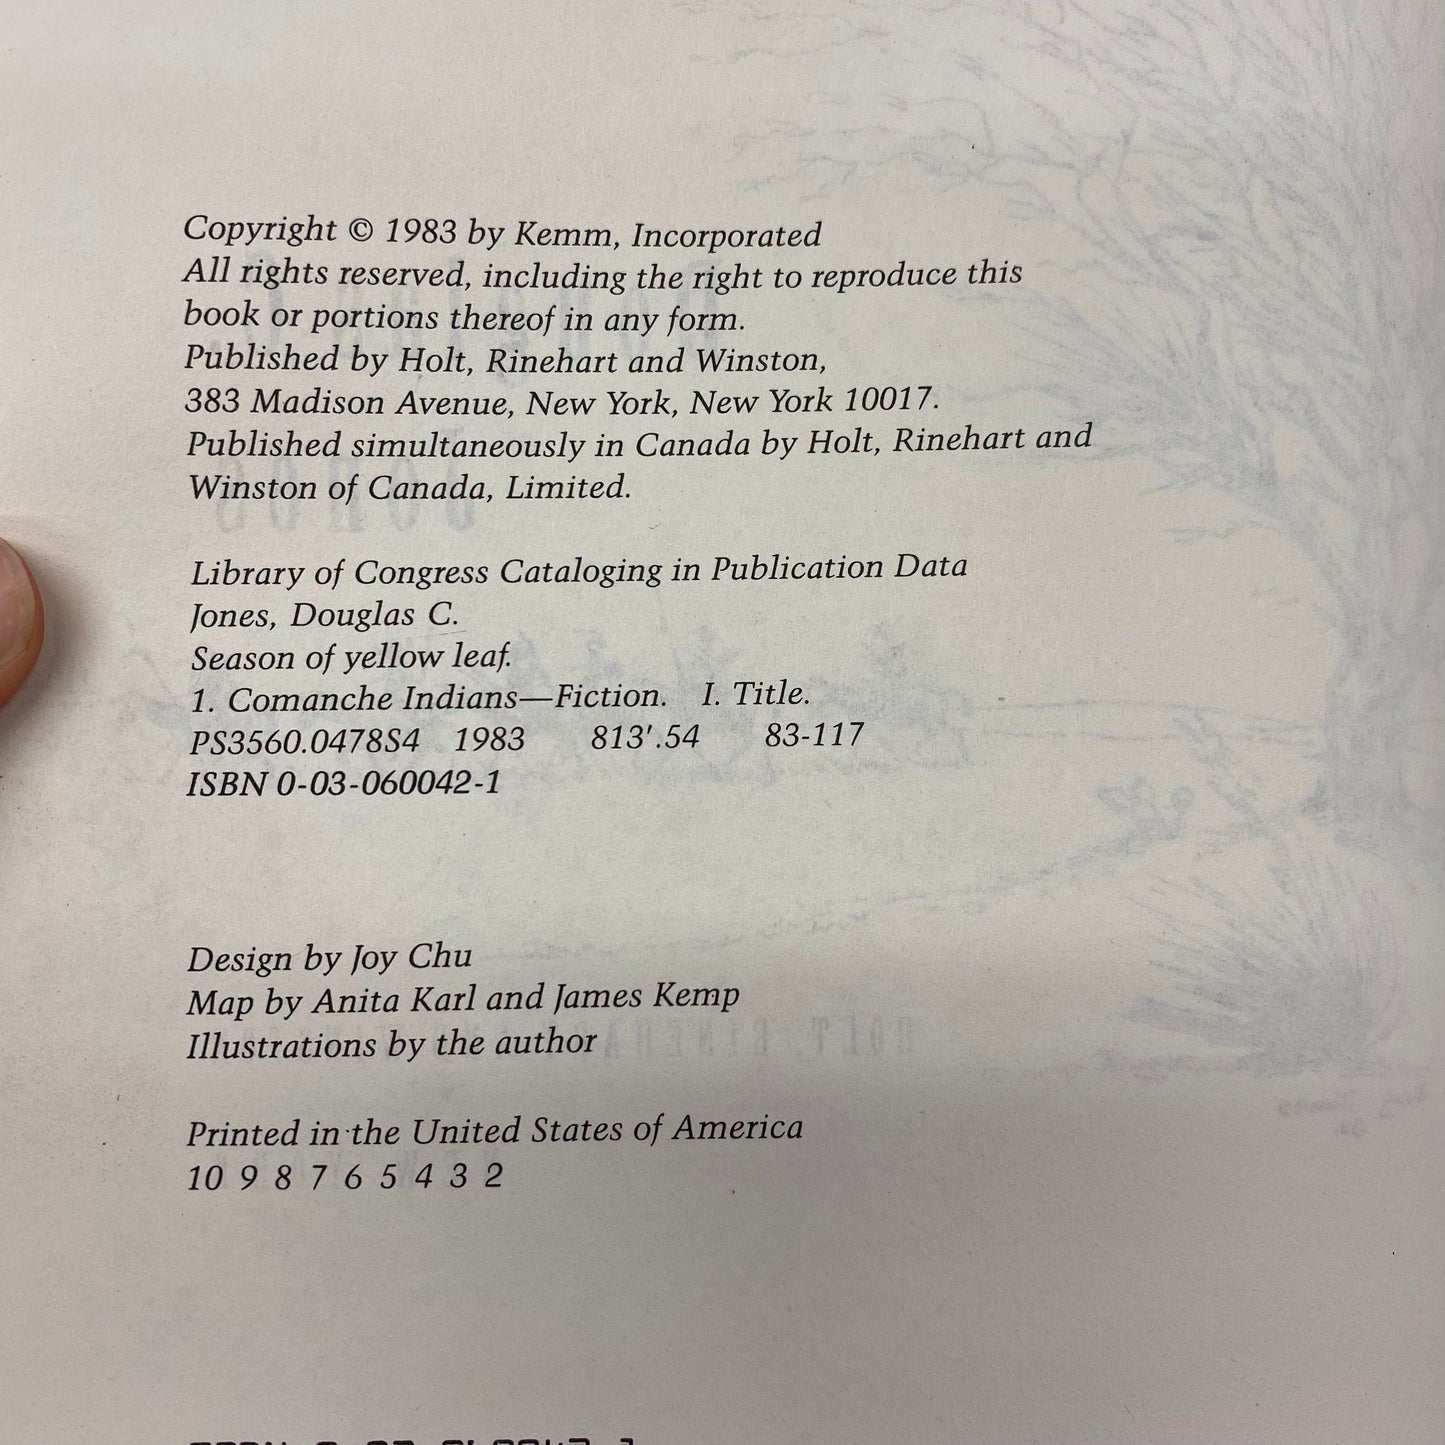 Copyright © 1983 by Kemm, Incorporated
All rights reserved, including the right to reproduce this
book or portions thereof in any form.
Published by Holt, Rinehart and Winston,
383 Madison Avenue, New York, New York 10017.
Published simultaneously in Canada by Holt, Rinehart and
Winston of Canada, Limited.
Library of Congress Cataloging in Publication Data
Jones, Douglas C.
Season of yellow leaf.
1. Comanche Indians—Fiction. I. Title.
PS3560.0478S4 1983 813'.54 83-117
ISBN 0-03-060042-1
Design by Joy Chu
Map by Anita Karl and James Kemp
Illustrations by the author
Printed in the United States of America
10 9 8 7 6 5 4 3 2